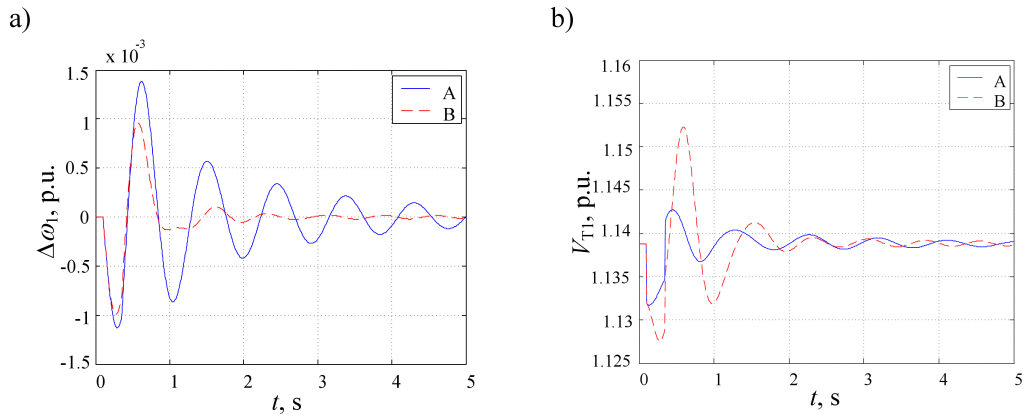 a)
x 10⁻³
1.5
1
0.5
0
-0.5
-1
-1.5
Δω₁, p.u.
0 1 2 3 4 5
t, s
A
B
b)
1.16
1.155
1.15
1.145
1.14
1.135
1.13
1.125
V_T1, p.u.
0 1 2 3 4 5
t, s
A
B